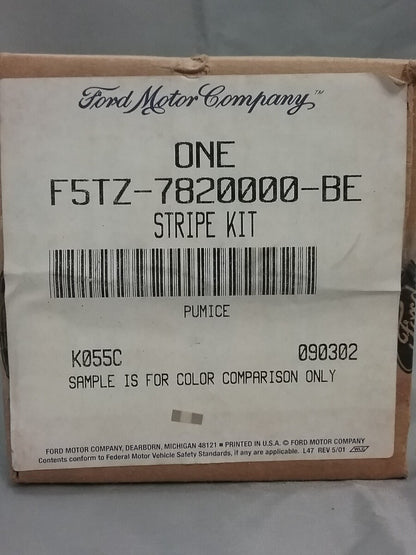 Ford Motor Company™
ONE
F5TZ-7820000-BE
STRIPE KIT
PUMICE
K055C 090302
SAMPLE IS FOR COLOR COMPARISON ONLY
FORD MOTOR COMPANY, DEARBORN, MICHIGAN 48121 ■ PRINTED IN U.S.A. © FORD MOTOR COMPANY
Contents conform to Federal Motor Vehicle Safety Standards, if any are applicable. L47 REV 5/01
Ford